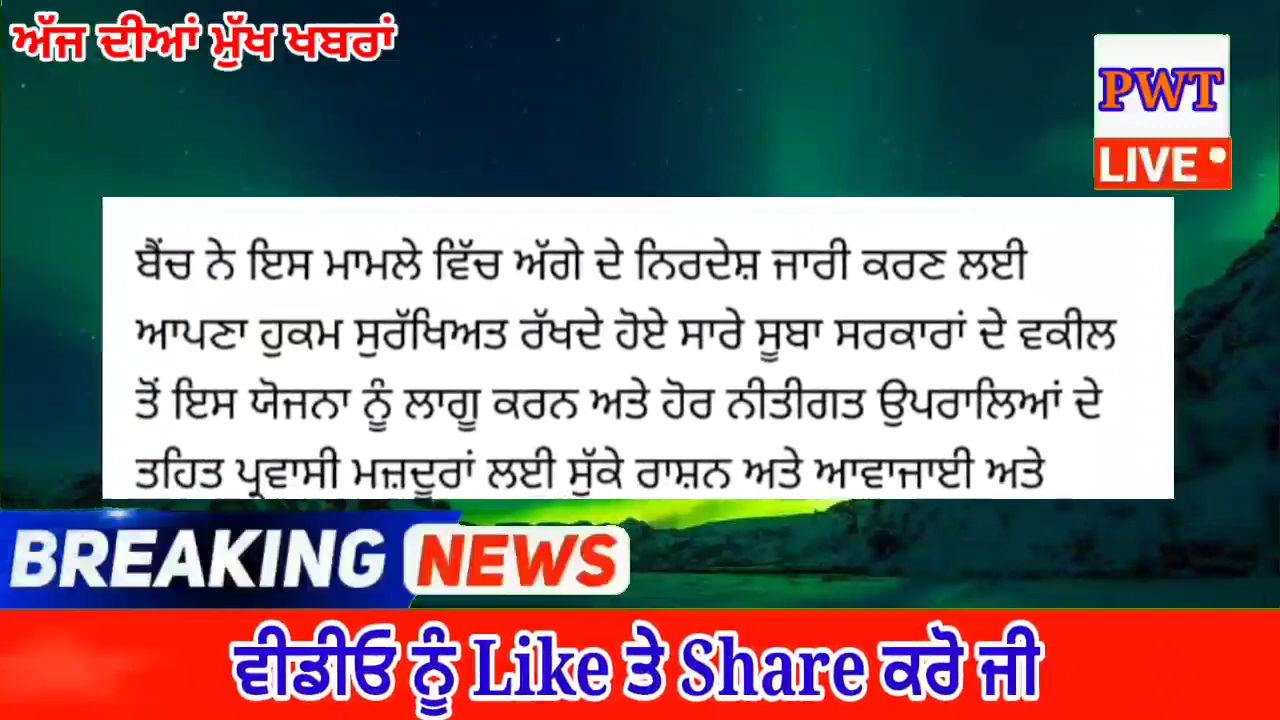 ਅੱਜ ਦੀਆਂ ਮੁੱਖ ਖਬਰਾਂ
PWT
LIVE
ਬੈਂਚ ਨੇ ਇਸ ਮਾਮਲੇ ਵਿੱਚ ਅੱਗੇ ਦੇ ਨਿਰਦੇਸ਼ ਜਾਰੀ ਕਰਣ ਲਈ
ਆਪਣਾ ਹੁਕਮ ਸੁਰੱਖਿਅਤ ਰੱਖਦੇ ਹੋਏ ਸਾਰੇ ਸੂਬਾ ਸਰਕਾਰਾਂ ਦੇ ਵਕੀਲ
ਤੋਂ ਇਸ ਯੋਜਨਾ ਨੂੰ ਲਾਗੂ ਕਰਨ ਅਤੇ ਹੋਰ ਨੀਤੀਗਤ ਉਪਰਾਲਿਆਂ ਦੇ
ਤਹਿਤ ਪ੍ਰਵਾਸੀ ਮਜ਼ਦੂਰਾਂ ਲਈ ਸੁੱਕੇ ਰਾਸ਼ਨ ਅਤੇ ਆਵਾਜਾਈ ਅਤੇ
BREAKING NEWS
ਵੀਡੀਓ ਨੂੰ Like ਤੇ Share ਕਰੋ ਜੀ